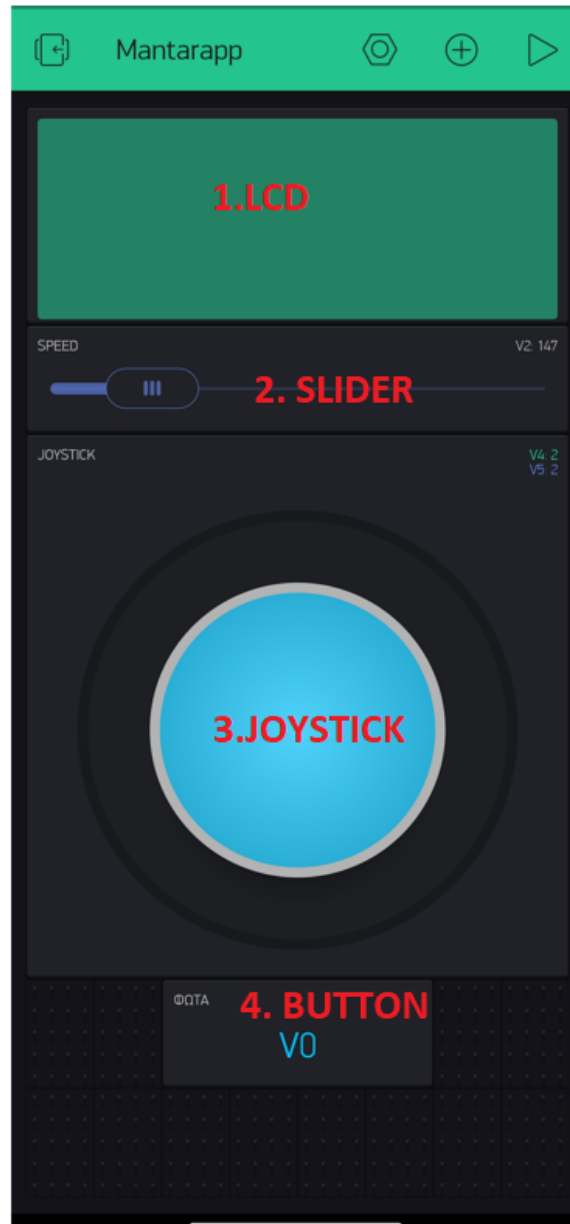 Mantarapp
1.LCD
SPEED
V2: 147
2. SLIDER
JOYSTICK
V4: 2
V5: 2
3.JOYSTICK
ΦΩΤΑ
4. BUTTON
V0